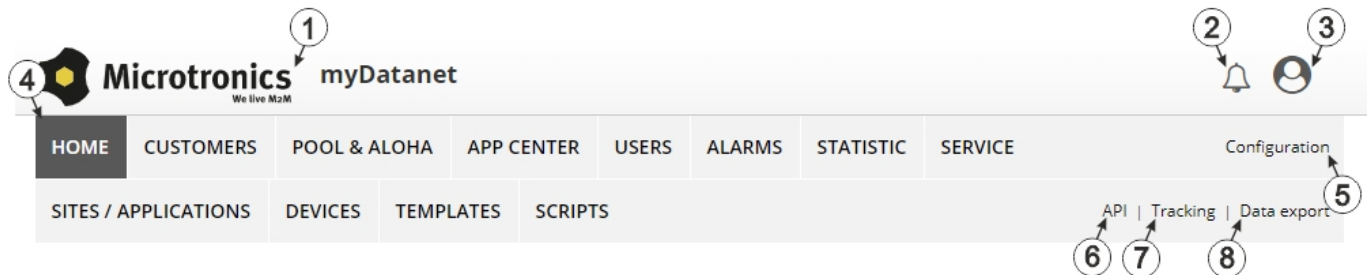 1
2
3
4
Microtronics myDatanet
We live M2M
HOME CUSTOMERS POOL & ALOHA APP CENTER USERS ALARMS STATISTIC SERVICE Configuration
5
SITES / APPLICATIONS DEVICES TEMPLATES SCRIPTS API | Tracking | Data export
6
7
8